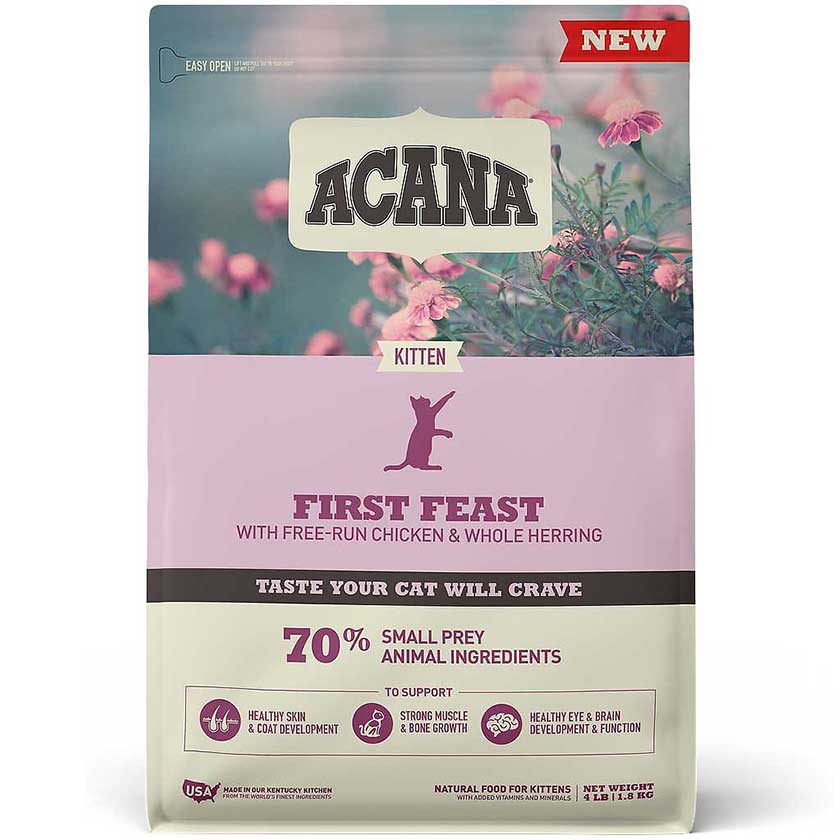 NEW
EASY OPEN
ACANA
KITTEN
FIRST FEAST
WITH FREE-RUN CHICKEN & WHOLE HERRING
TASTE YOUR CAT WILL CRAVE
70% SMALL PREY
ANIMAL INGREDIENTS
TO SUPPORT
HEALTHY SKIN
& COAT DEVELOPMENT
STRONG MUSCLE
& BONE GROWTH
HEALTHY EYE & BRAIN
DEVELOPMENT & FUNCTION
USA
MADE IN OUR KENTUCKY KITCHEN
FROM THE WORLD'S FINEST INGREDIENTS
NATURAL FOOD FOR KITTENS
WITH ADDED VITAMINS AND MINERALS
NET WEIGHT
4 LB | 1.8 KG